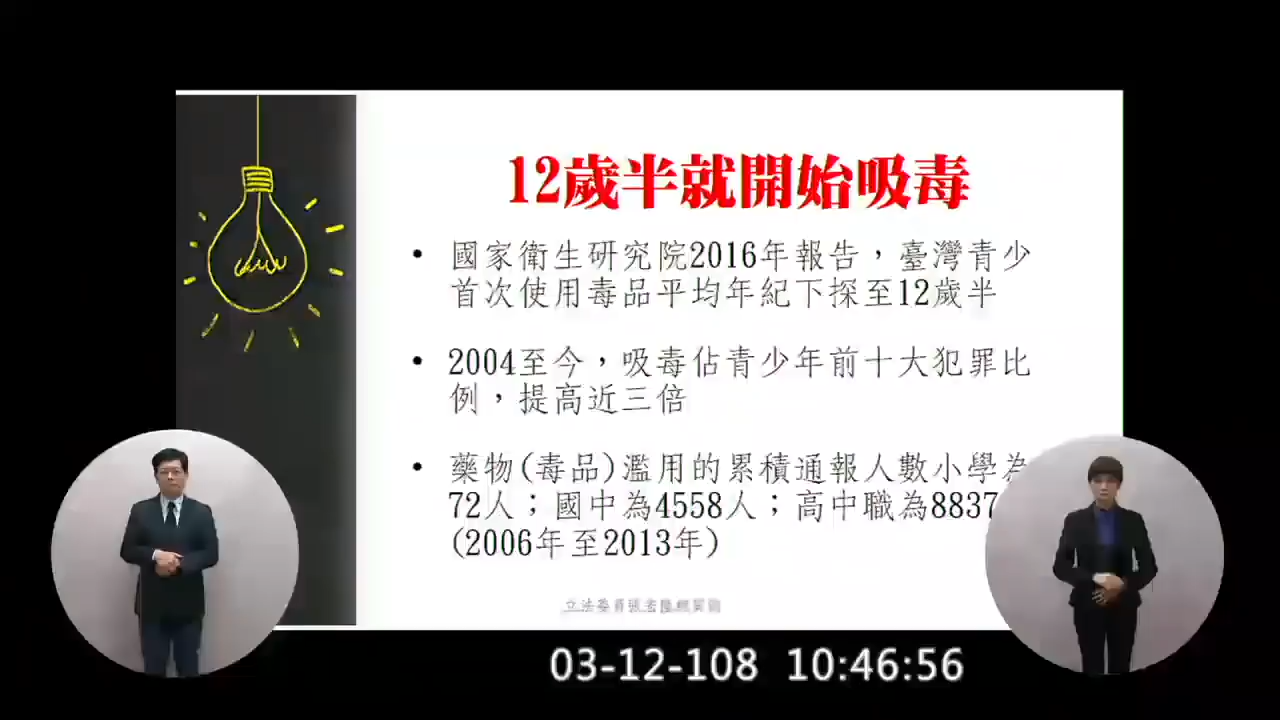 12歲半就開始吸毒
• 國家衛生研究院2016年報告，臺灣青少
首次使用毒品平均年紀下探至12歲半
• 2004至今，吸毒佔青少年前十大犯罪比
例，提高近三倍
• 藥物(毒品)濫用的累積通報人數小學為
72人；國中為4558人；高中職為8837
(2006年至2013年)
立法委員
03-12-108 10:46:56